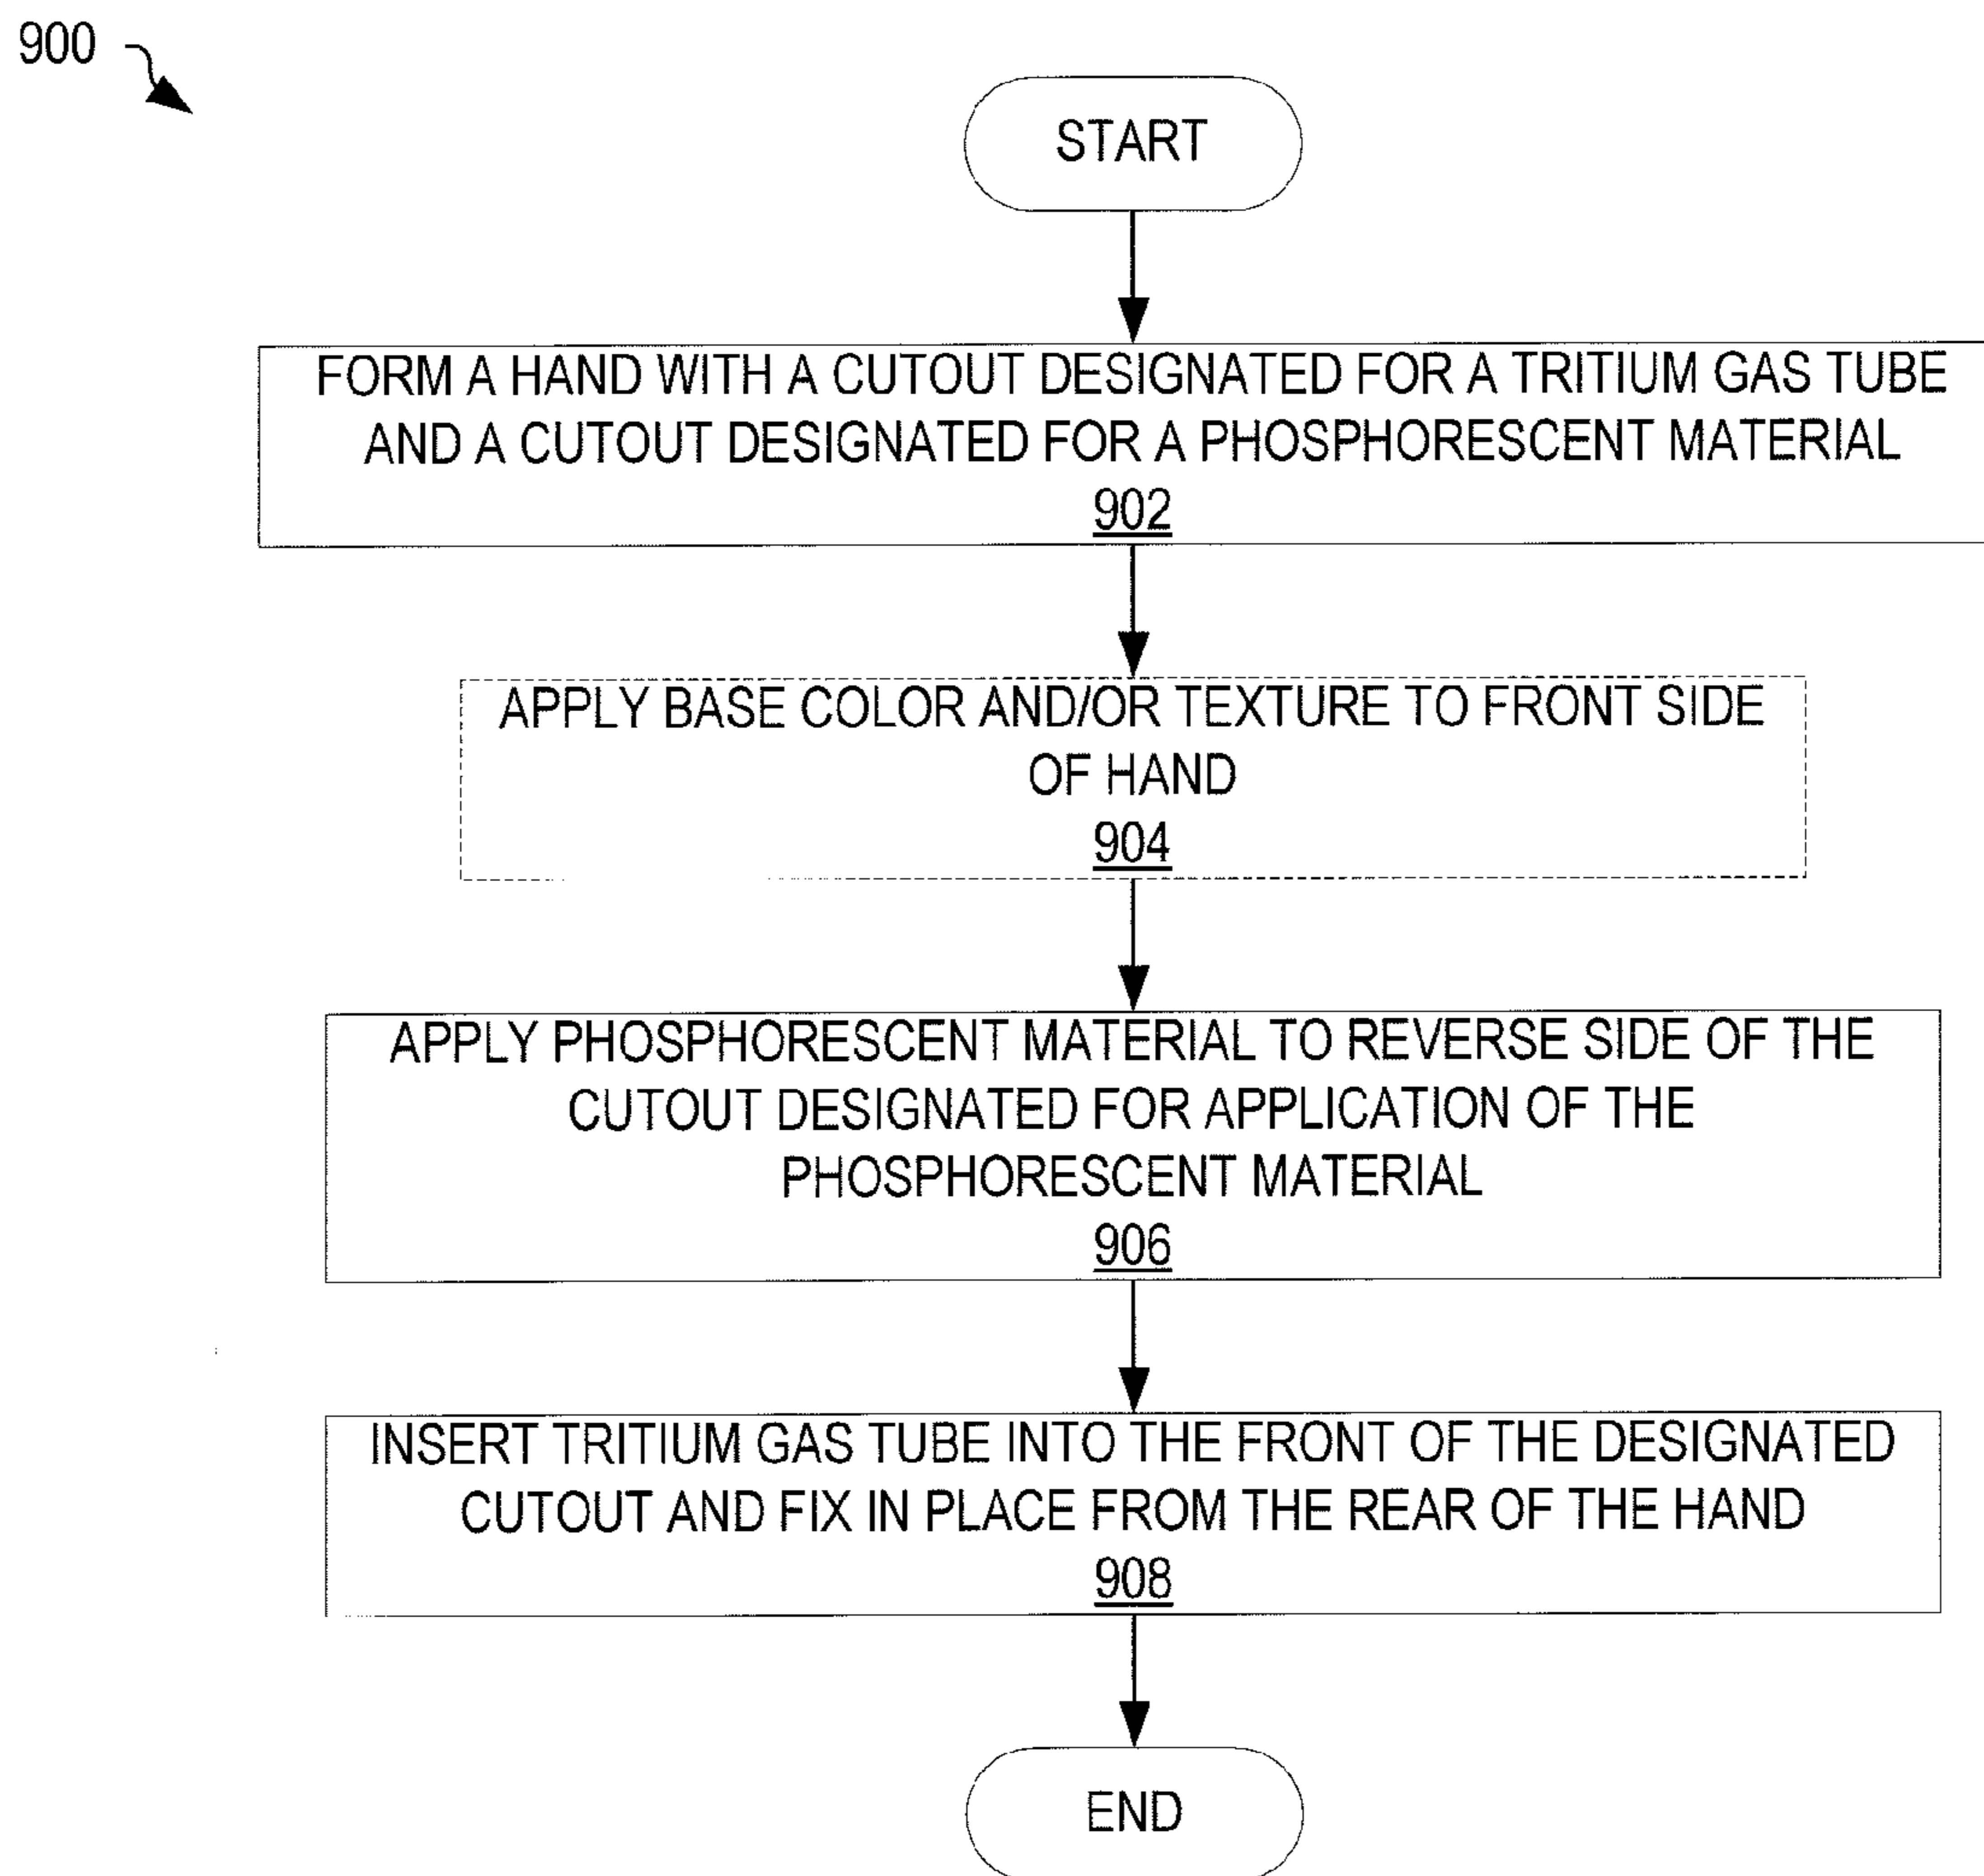 900
START
FORM A HAND WITH A CUTOUT DESIGNATED FOR A TRITIUM GAS TUBE
AND A CUTOUT DESIGNATED FOR A PHOSPHORESCENT MATERIAL
902
APPLY BASE COLOR AND/OR TEXTURE TO FRONT SIDE
OF HAND
904
APPLY PHOSPHORESCENT MATERIAL TO REVERSE SIDE OF THE
CUTOUT DESIGNATED FOR APPLICATION OF THE
PHOSPHORESCENT MATERIAL
906
INSERT TRITIUM GAS TUBE INTO THE FRONT OF THE DESIGNATED
CUTOUT AND FIX IN PLACE FROM THE REAR OF THE HAND
908
END